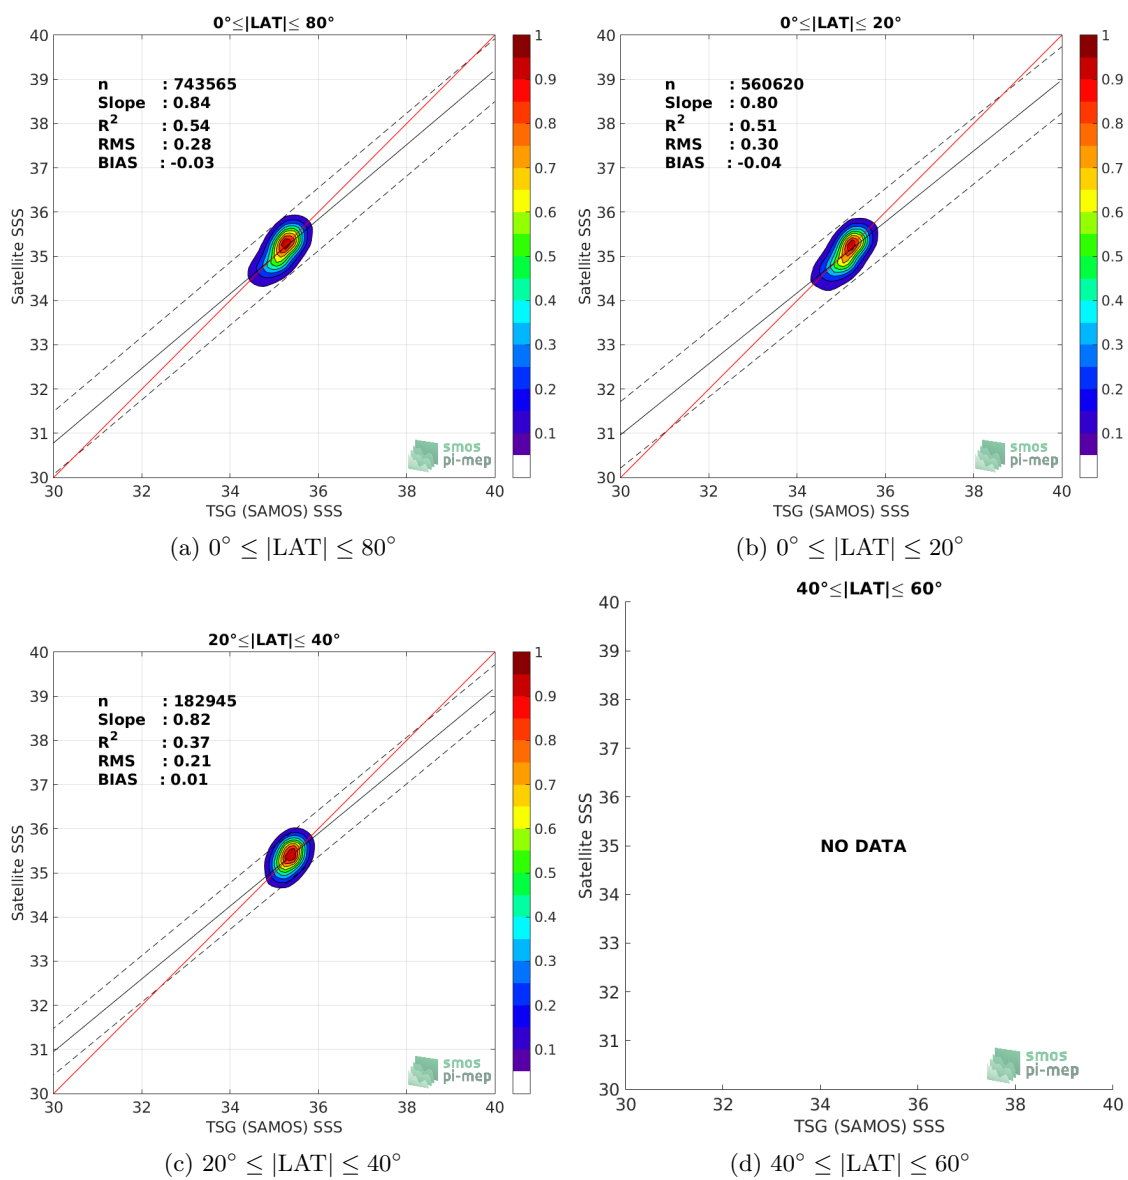 0°≤|LAT|≤ 80°
n : 743565
Slope : 0.84
R2 : 0.54
RMS : 0.28
BIAS : -0.03
40
39
38
37
36
35
34
33
32
31
30
30 32 34 36 38 40
Satellite SSS
TSG (SAMOS) SSS
1
0.9
0.8
0.7
0.6
0.5
0.4
0.3
0.2
0.1
smos
pi-mep
(a) 0° ≤ |LAT| ≤ 80°
0°≤|LAT|≤ 20°
n : 560620
Slope : 0.80
R2 : 0.51
RMS : 0.30
BIAS : -0.04
40
39
38
37
36
35
34
33
32
31
30
30 32 34 36 38 40
Satellite SSS
TSG (SAMOS) SSS
1
0.9
0.8
0.7
0.6
0.5
0.4
0.3
0.2
0.1
smos
pi-mep
(b) 0° ≤ |LAT| ≤ 20°
20°≤|LAT|≤ 40°
n : 182945
Slope : 0.82
R2 : 0.37
RMS : 0.21
BIAS : 0.01
40
39
38
37
36
35
34
33
32
31
30
30 32 34 36 38 40
Satellite SSS
TSG (SAMOS) SSS
1
0.9
0.8
0.7
0.6
0.5
0.4
0.3
0.2
0.1
smos
pi-mep
(c) 20° ≤ |LAT| ≤ 40°
40°≤|LAT|≤ 60°
40
39
38
37
36
35
34
33
32
31
30
30 32 34 36 38 40
Satellite SSS
NO DATA
TSG (SAMOS) SSS
smos
pi-mep
(d) 40° ≤ |LAT| ≤ 60°